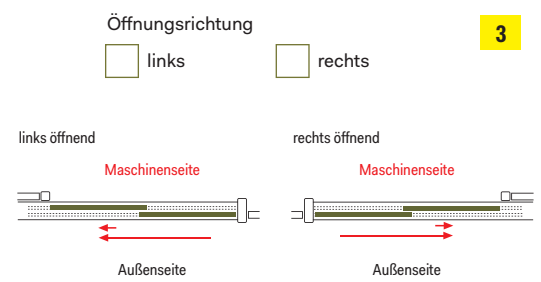 Öffnungsrichtung
3
links
rechts
links öffnend
rechts öffnend
Maschinenseite
Maschinenseite
Außenseite
Außenseite